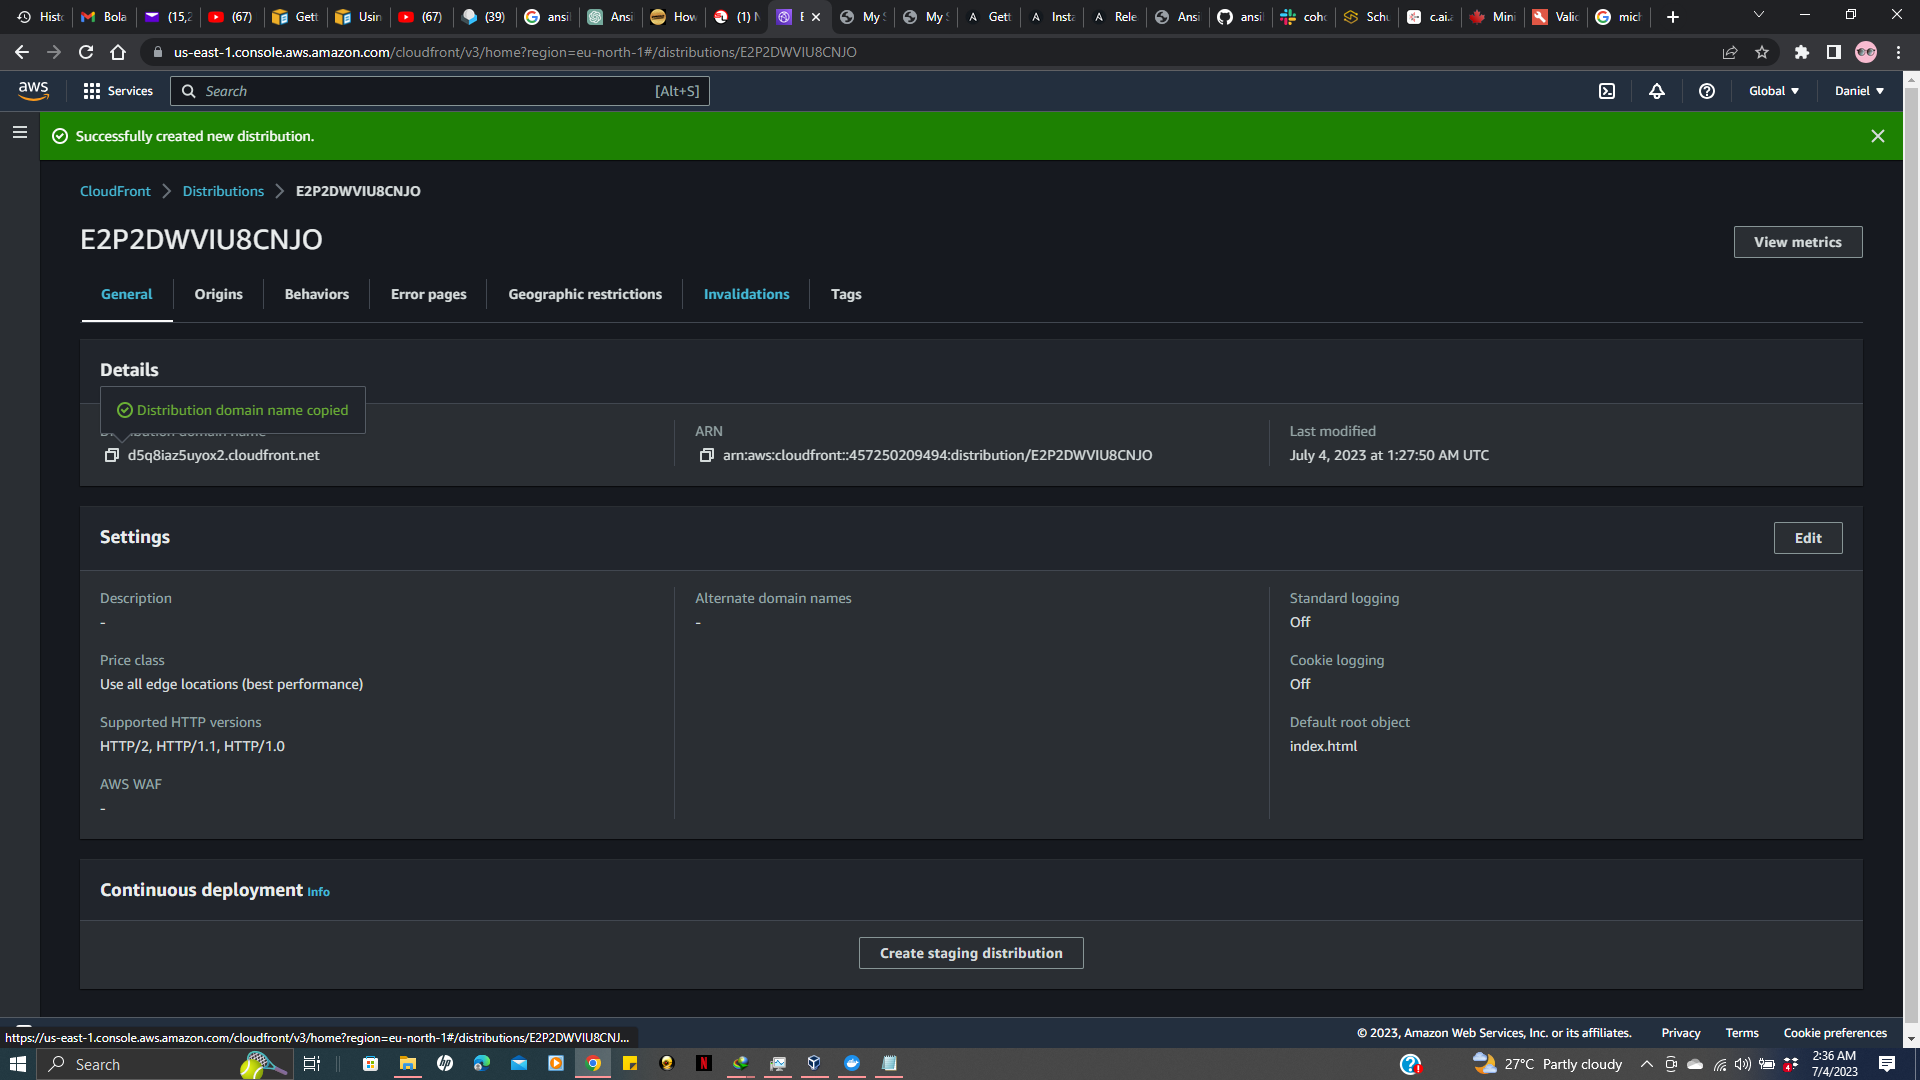 Histo
Bola
(15,2
(67)
Gett
Usin
(67)
(39)
ansil
Ansi
How
(1) N
E
My S
My S
Gett
Insta
Rele
Ansi
ansil
coho
Schu
c.ai.a
Mini
Valic
mich
us-east-1.console.aws.amazon.com/cloudfront/v3/home?region=eu-north-1#/distributions/E2P2DWVIU8CNJO
aws
Services
Search [Alt+S]
Global
Daniel
Successfully created new distribution.
CloudFront
Distributions
E2P2DWVIU8CNJO
E2P2DWVIU8CNJO
View metrics
General
Origins
Behaviors
Error pages
Geographic restrictions
Invalidations
Tags
Details
Distribution domain name copied
d5q8iaz5uyox2.cloudfront.net
ARN
arn:aws:cloudfront::457250209494:distribution/E2P2DWVIU8CNJO
Last modified
July 4, 2023 at 1:27:50 AM UTC
Settings
Edit
Description
-
Price class
Use all edge locations (best performance)
Supported HTTP versions
HTTP/2, HTTP/1.1, HTTP/1.0
AWS WAF
-
Alternate domain names
-
Standard logging
Off
Cookie logging
Off
Default root object
index.html
Continuous deployment Info
Create staging distribution
https://us-east-1.console.aws.amazon.com/cloudfront/v3/home?region=eu-north-1#/distributions/E2P2DWVIU8CNJ...
© 2023, Amazon Web Services, Inc. or its affiliates.
Privacy
Terms
Cookie preferences
Search
27°C Partly cloudy
2:36 AM
7/4/2023